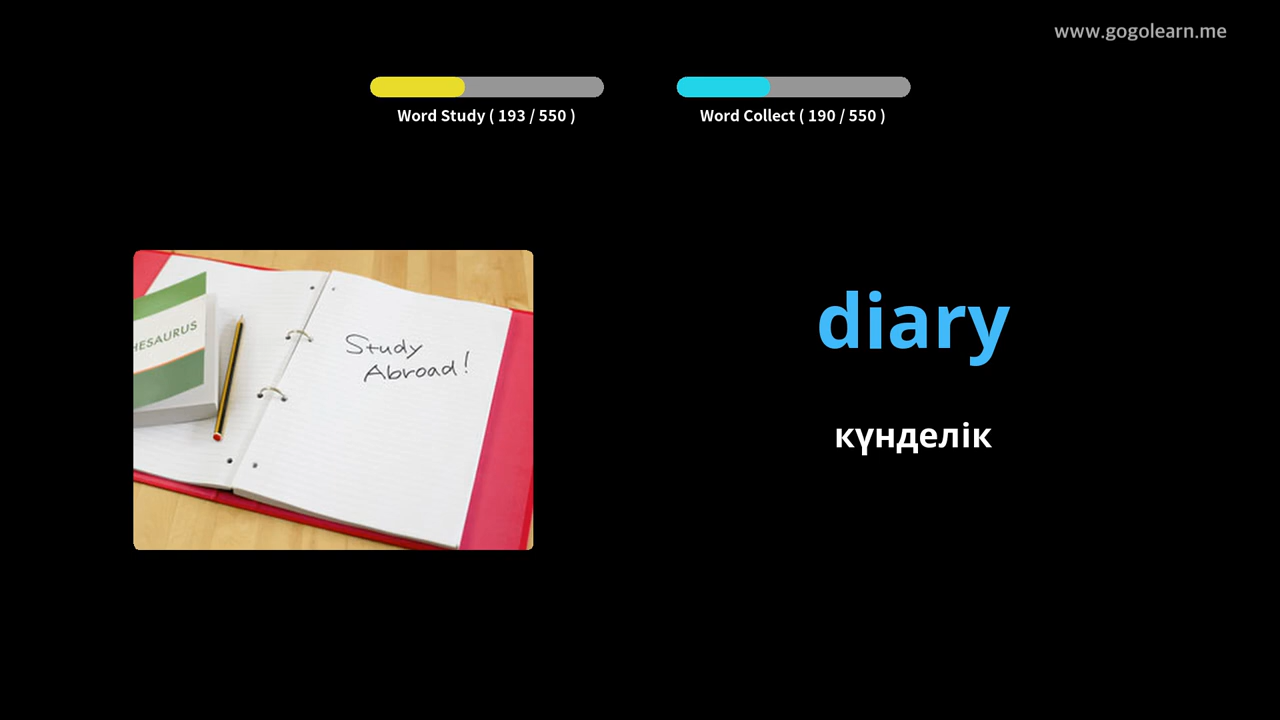 www.gogolearn.me
Word Study ( 193 / 550 )
Word Collect ( 190 / 550 )
HESAURUS
Study
Abroad!
diary
күнделік